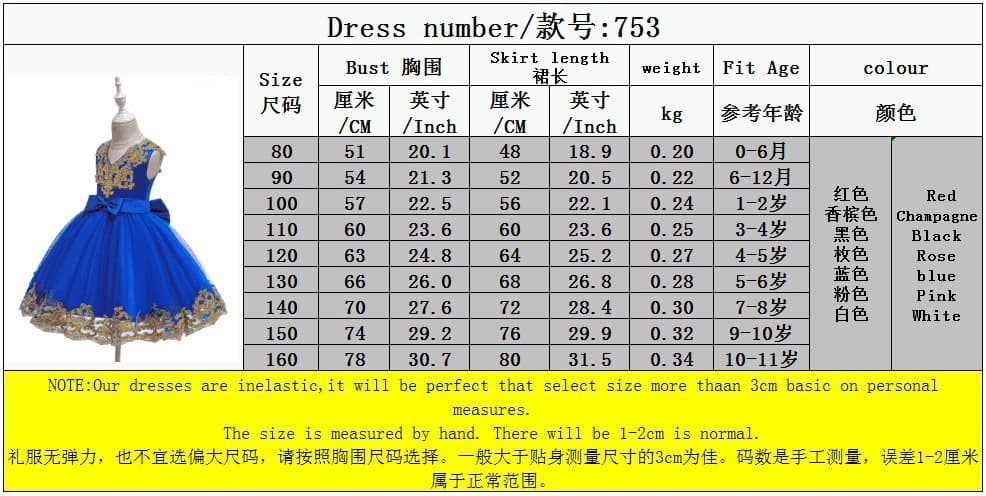 Dress number/款号:753
Size
尺码
Bust 胸围
Skirt length
裙长
weight
Fit Age
colour
厘米
/CM
英寸
/Inch
厘米
/CM
英寸
/Inch
kg
参考年龄
颜色
80 51 20.1 48 18.9 0.20 0-6月
90 54 21.3 52 20.5 0.22 6-12月
100 57 22.5 56 22.1 0.24 1-2岁
110 60 23.6 60 23.6 0.25 3-4岁
120 63 24.8 64 25.2 0.27 4-5岁
130 66 26.0 68 26.8 0.28 5-6岁
140 70 27.6 72 28.4 0.30 7-8岁
150 74 29.2 76 29.9 0.32 9-10岁
160 78 30.7 80 31.5 0.34 10-11岁
红色 Red
香槟色 Champagne
黑色 Black
枚色 Rose
蓝色 blue
粉色 Pink
白色 White
NOTE:Our dresses are inelastic,it will be perfect that select size more thaan 3cm basic on personal
measures.
The size is measured by hand. There will be 1-2cm is normal.
礼服无弹力，也不宜选偏大尺码，请按照胸围尺码选择。一般大于贴身测量尺寸的3cm为佳。码数是手工测量，误差1-2厘米
属于正常范围。